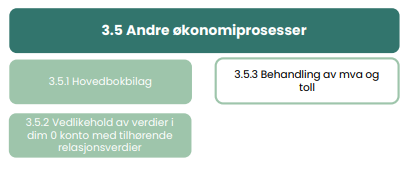 3.5 Andre økonomiprosesser
3.5.1 Hovedbokbilag
3.5.3 Behandling av mva og
toll
3.5.2 Vedlikehold av verdier i
dim 0 konto med tilhørende
relasjonsverdier